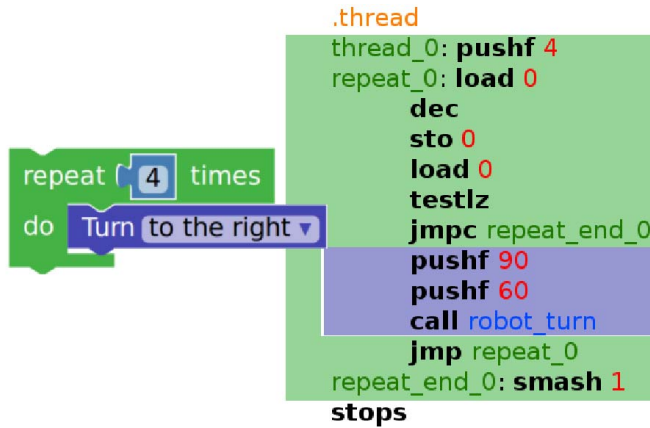 repeat 4 times
do Turn to the right ▾
.thread
thread_0: pushf 4
repeat_0: load 0
dec
sto 0
load 0
testlz
jmpc repeat_end_0
pushf 90
pushf 60
call robot_turn
jmp repeat_0
repeat_end_0: smash 1
stops